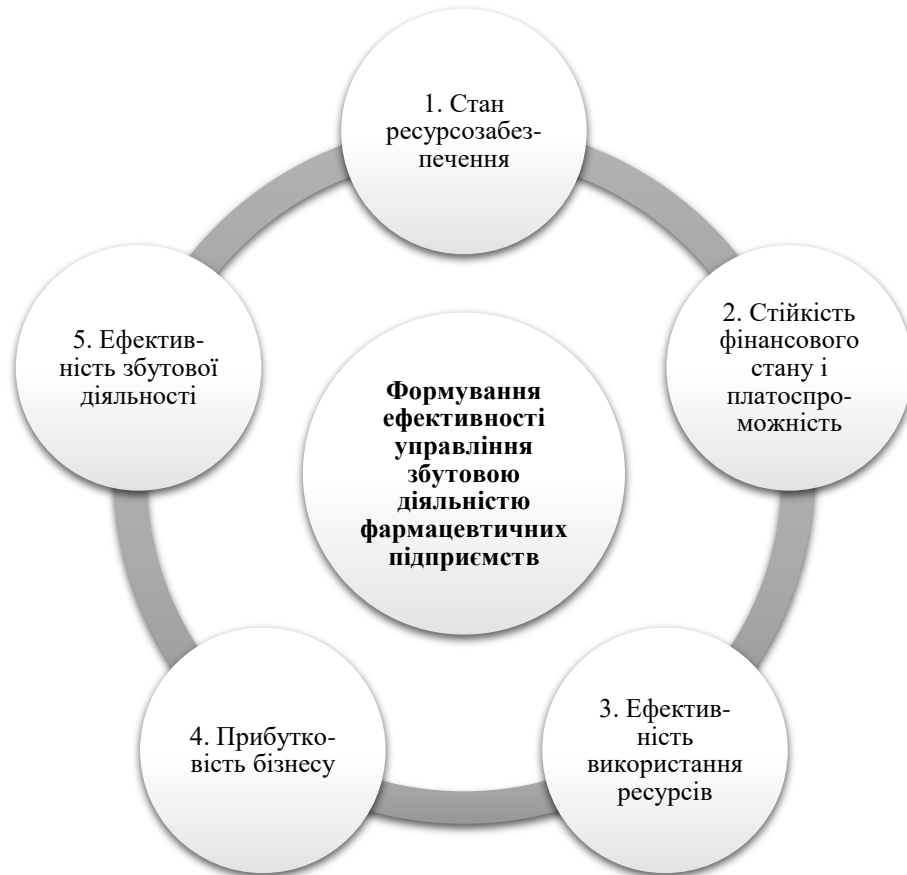 1. Стан
ресурсозабез-
печення
2. Стійкість
фінансового
стану і
платоспро-
можність
3. Ефектив-
ність
використання
ресурсів
4. Прибутко-
вість бізнесу
5. Ефектив-
ність збутової
діяльності
Формування
ефективності
управління
збутовою
діяльністю
фармацевтичних
підприємств